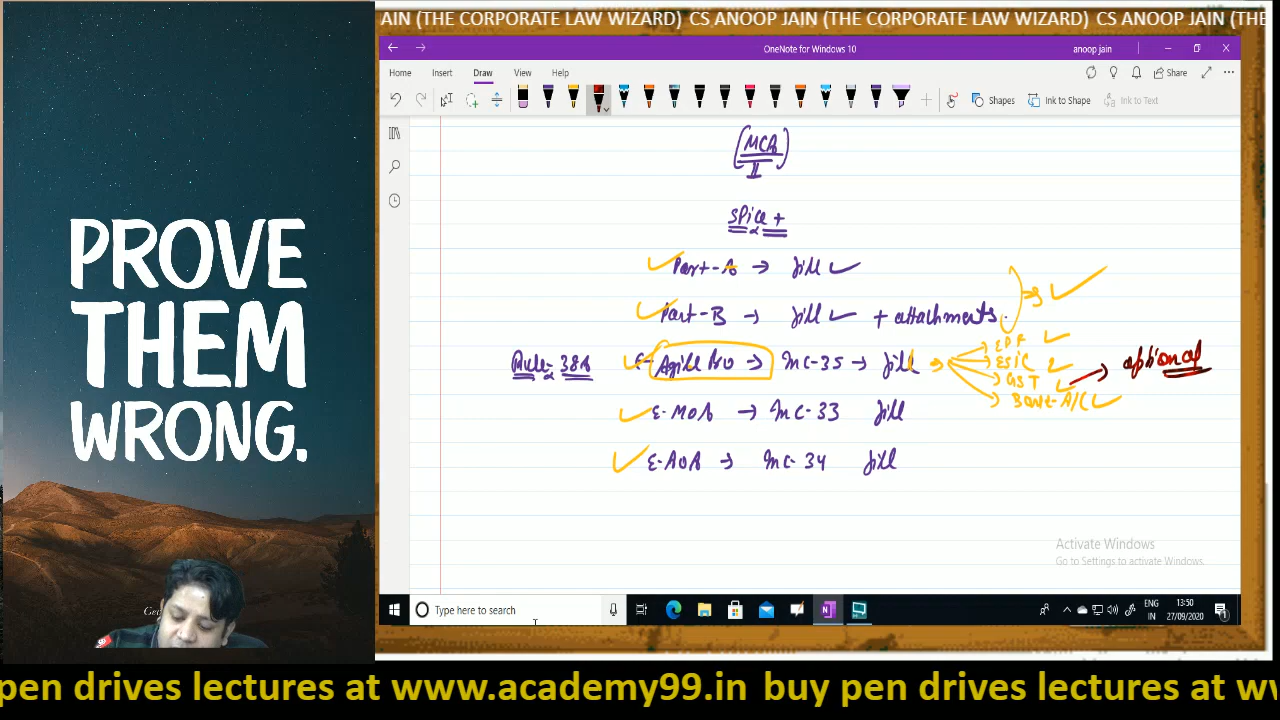 AIN (THE CORPORATE LAW WIZARD) CS ANOOP JAIN (THE CORPORATE LAW WIZARD) CS ANOOP JAIN (THE
OneNote for Windows 10
anoop jain
Home Insert Draw View Help
Share
Shapes Ink to Shape Ink to Text
PROVE
THEM
WRONG.
(MCA)
SPice +
Part-A → fill
Part-B → fill + attachments.
Rule-38A E-Agile Pro → INC-35 → fill
EPF
ESIC
GST → optional
Bank-A/C
E-MOA → INC-33 fill
E-AOA → INC-34 fill
Activate Windows
Go to Settings to activate Windows.
Type here to search
ENG
IN
13:50
27/09/2020
pen drives lectures at www.academy99.in buy pen drives lectures at ww